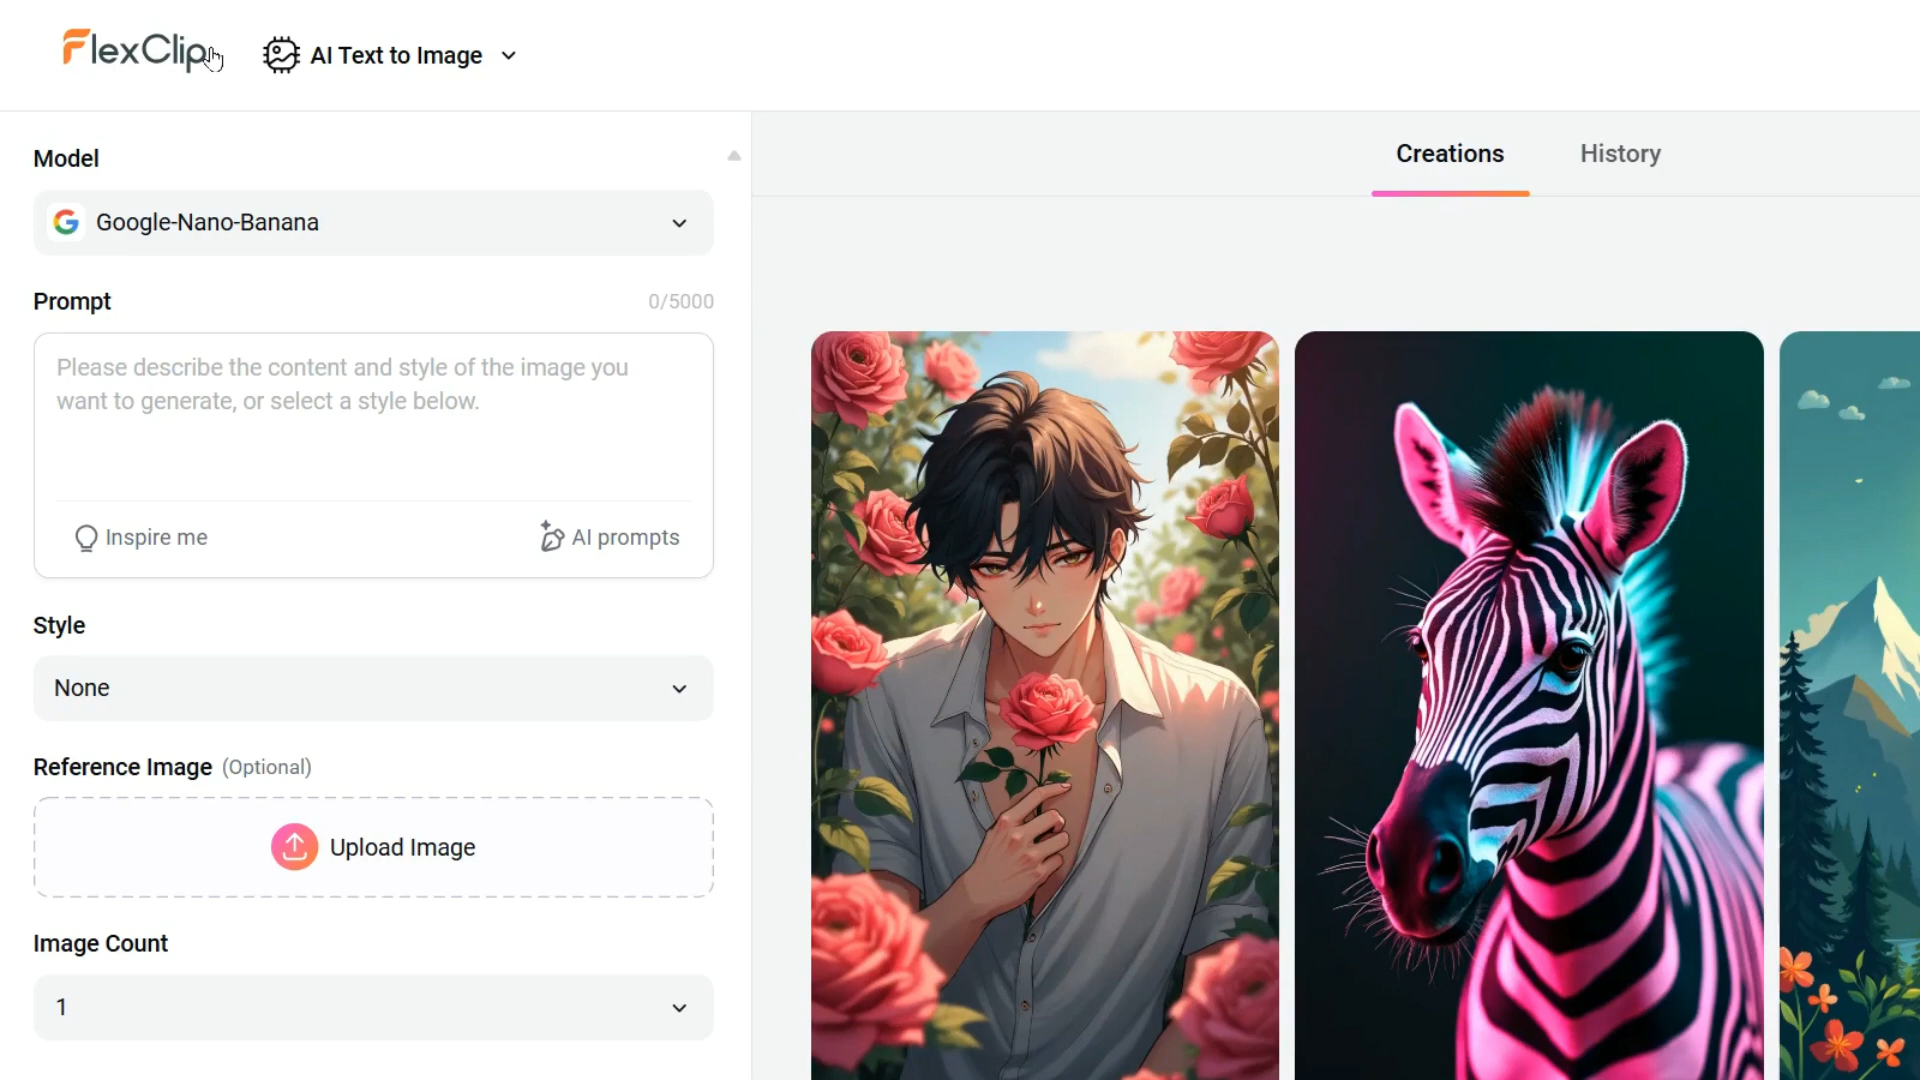 FlexClip
AI Text to Image
Model
Google-Nano-Banana
Prompt
0/5000
Please describe the content and style of the image you
want to generate, or select a style below.
Inspire me
AI prompts
Style
None
Reference Image (Optional)
Upload Image
Image Count
1
Creations
History